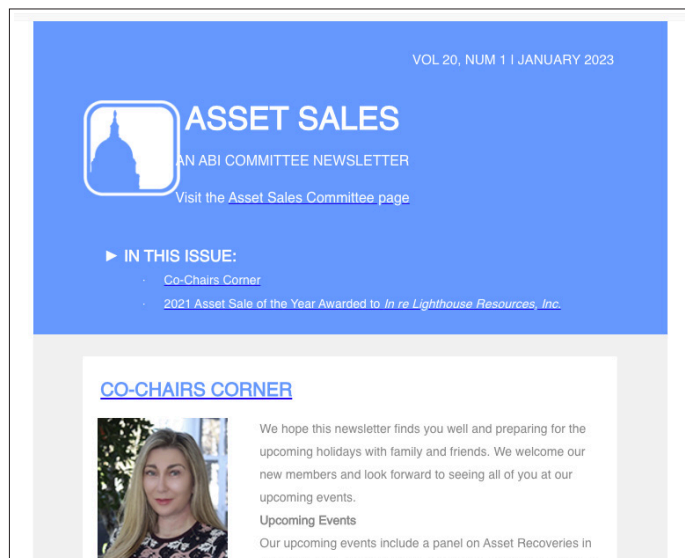 VOL 20, NUM 1 I JANUARY 2023
ASSET SALES
AN ABI COMMITTEE NEWSLETTER
Visit the Asset Sales Committee page
► IN THIS ISSUE:
· Co-Chairs Corner
· 2021 Asset Sale of the Year Awarded to In re Lighthouse Resources, Inc.
CO-CHAIRS CORNER
We hope this newsletter finds you well and preparing for the
upcoming holidays with family and friends. We welcome our
new members and look forward to seeing all of you at our
upcoming events.
Upcoming Events
Our upcoming events include a panel on Asset Recoveries in